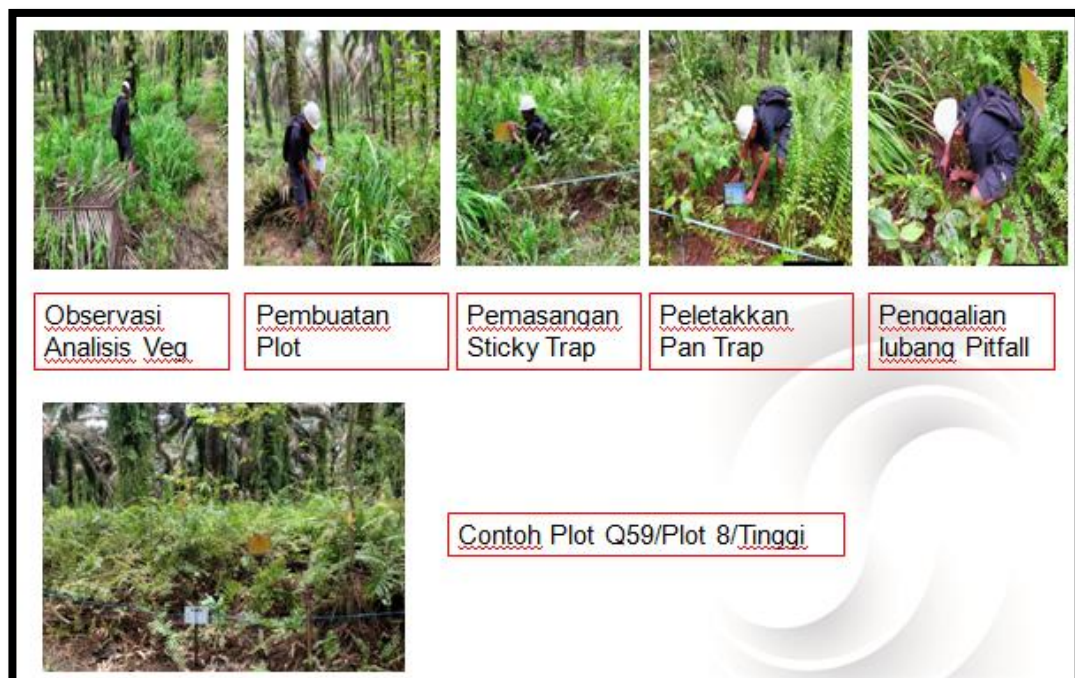 Observasi
Analisis Veg
Pembuatan
Plot
Pemasangan
Sticky Trap
Peletakkan
Pan Trap
Penggalian
lubang Pitfall
Contoh Plot Q59/Plot 8/Tinggi